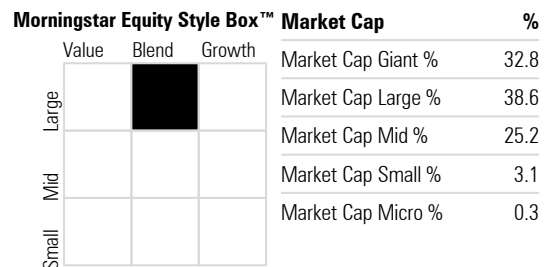 Morningstar Equity Style Box™
Value Blend Growth
Large
Mid
Small
Market Cap %
Market Cap Giant % 32.8
Market Cap Large % 38.6
Market Cap Mid % 25.2
Market Cap Small % 3.1
Market Cap Micro % 0.3